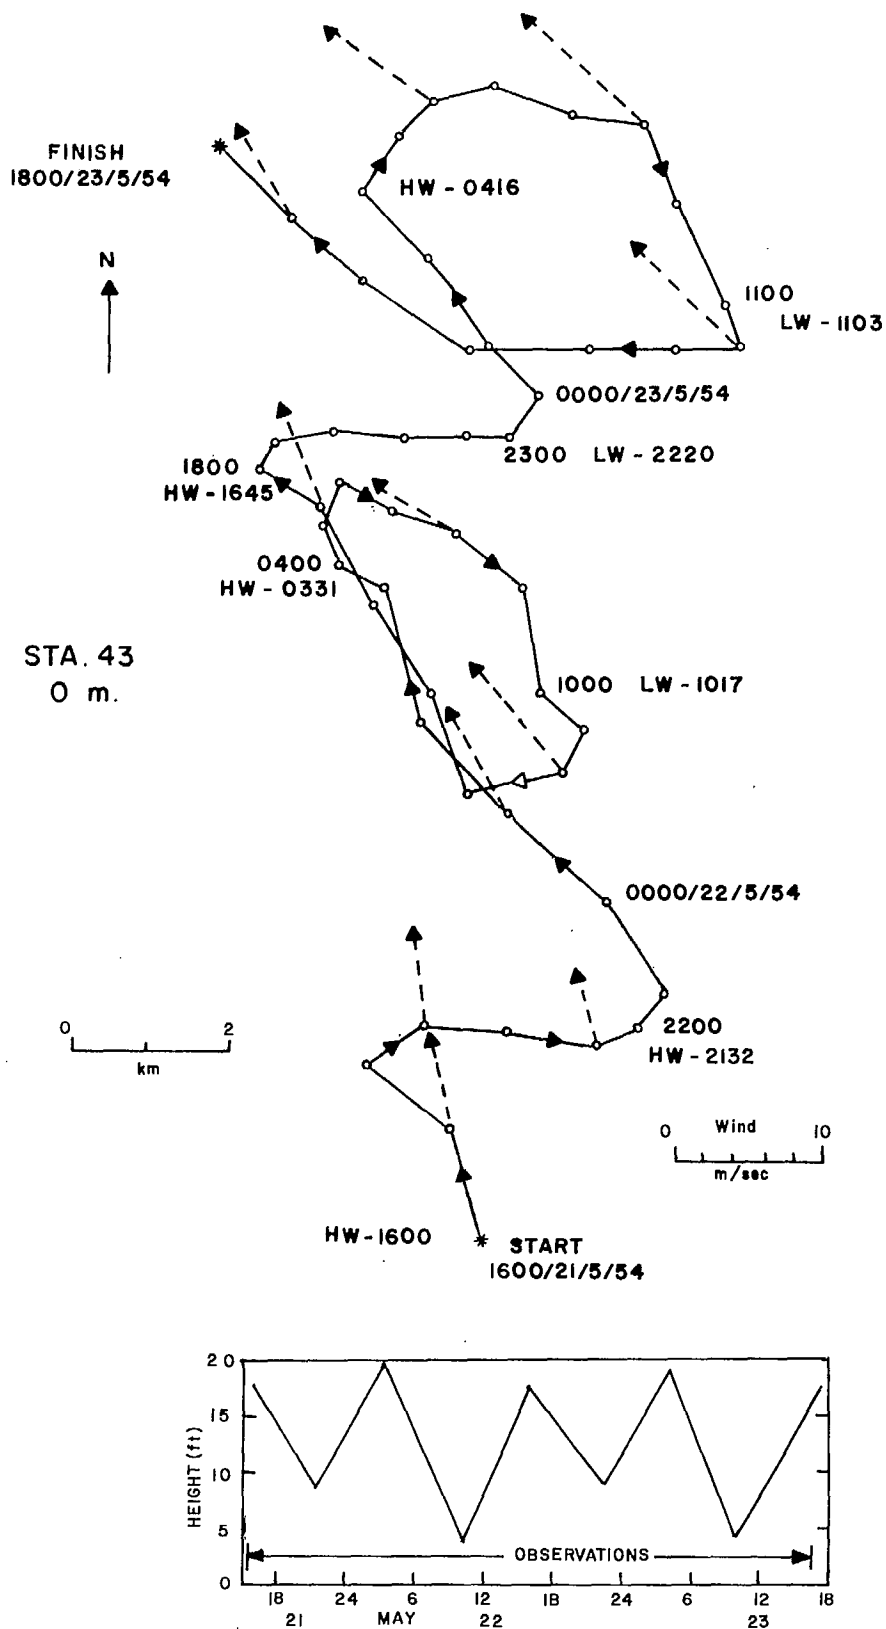 FINISH
1800/23/5/54
HW-0416
N
1100
LW-1103
0000/23/5/54
2300 LW-2220
1800
HW-1645
0400
HW-0331
STA. 43
0 m.
1000 LW-1017
0000/22/5/54
0 2
km
2200
HW-2132
0 Wind 10
m/sec
HW-1600
START
1600/21/5/54
HEIGHT (ft)
20
15
10
5
0
OBSERVATIONS
18 24 6 12 18 24 6 12 18
21 MAY 22 23